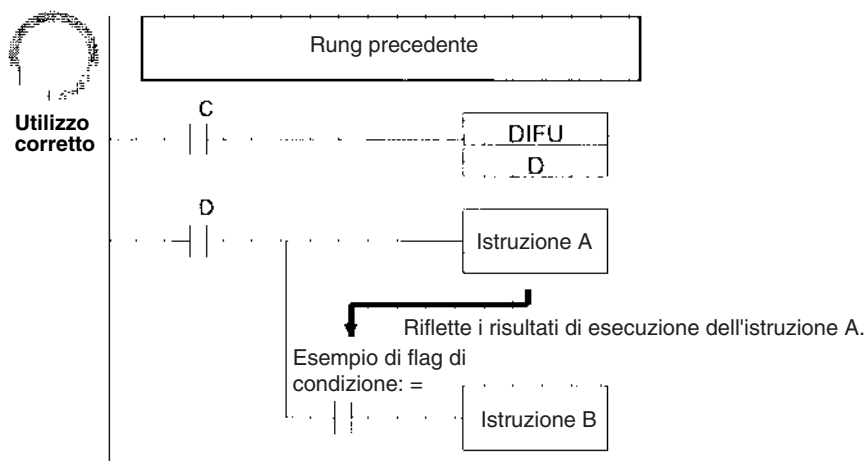 Rung precedente
Utilizzo
corretto
C
DIFU
D
D
Istruzione A
Riflette i risultati di esecuzione dell'istruzione A.
Esempio di flag di
condizione: =
Istruzione B